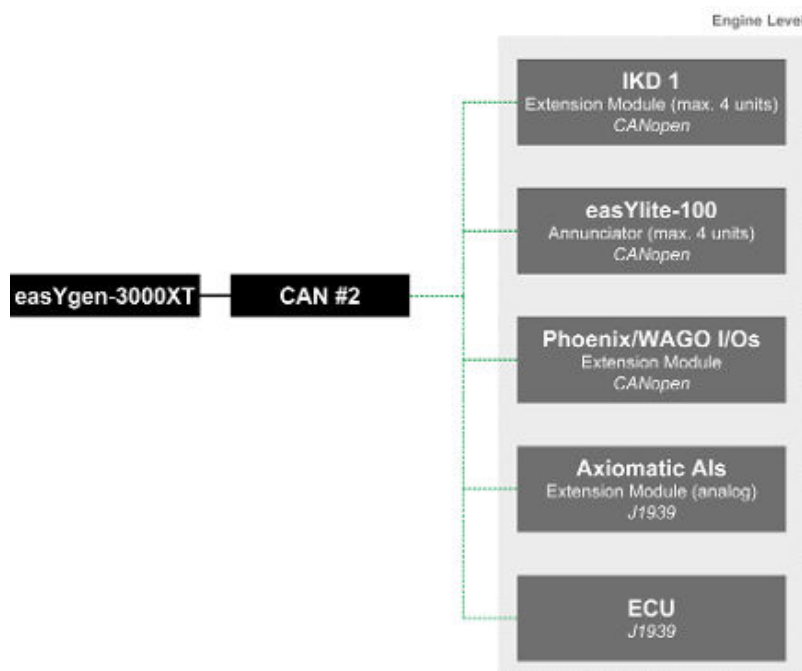 Engine Level
IKD 1
Extension Module (max. 4 units)
CANopen
easYlite-100
Annunciator (max. 4 units)
CANopen
easYgen-3000XT
CAN #2
Phoenix/WAGO I/Os
Extension Module
CANopen
Axiomatic AIs
Extension Module (analog)
J1939
ECU
J1939